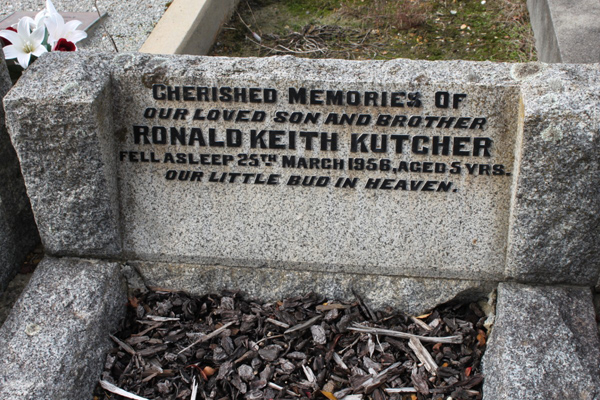 CHERISHED MEMORIES OF
OUR LOVED SON AND BROTHER
RONALD KEITH KUTCHER
FELL ASLEEP 25TH MARCH 1956, AGED 5 YRS.
OUR LITTLE BUD IN HEAVEN.